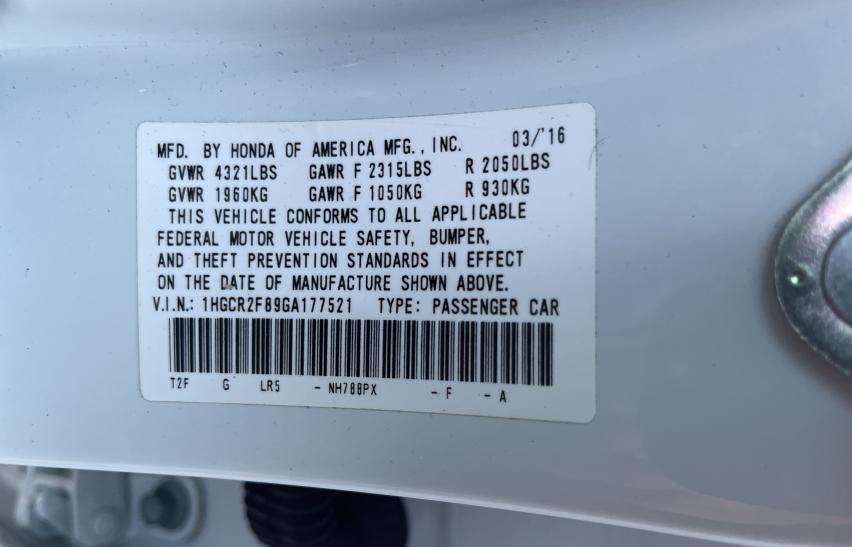 MFD. BY HONDA OF AMERICA MFG., INC. 03/'16
GVWR 4321LBS GAWR F 2315LBS R 2050LBS
GVWR 1960KG GAWR F 1050KG R 930KG
THIS VEHICLE CONFORMS TO ALL APPLICABLE
FEDERAL MOTOR VEHICLE SAFETY, BUMPER,
AND THEFT PREVENTION STANDARDS IN EFFECT
ON THE DATE OF MANUFACTURE SHOWN ABOVE.
V.I.N.: 1HGCR2F89GA177521 TYPE: PASSENGER CAR
T2F G LR5 - NH788PX - F - A